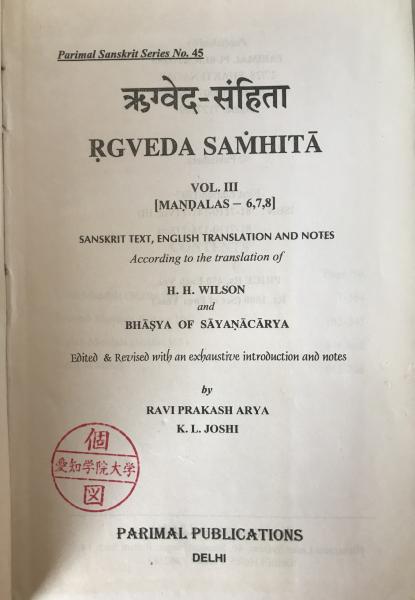 Parimal Sanskrit Series No. 45
ऋग्वेद-संहिता
ṚGVEDA SAṀHITĀ
VOL. III
[MAṆḌALAS – 6,7,8]
SANSKRIT TEXT, ENGLISH TRANSLATION AND NOTES
According to the translation of
H. H. WILSON
and
BHĀṢYA OF SĀYAṆĀCĀRYA
Edited & Revised with an exhaustive introduction and notes
by
RAVI PRAKASH ARYA
K. L. JOSHI
個
愛知学院大学
図
PARIMAL PUBLICATIONS
DELHI